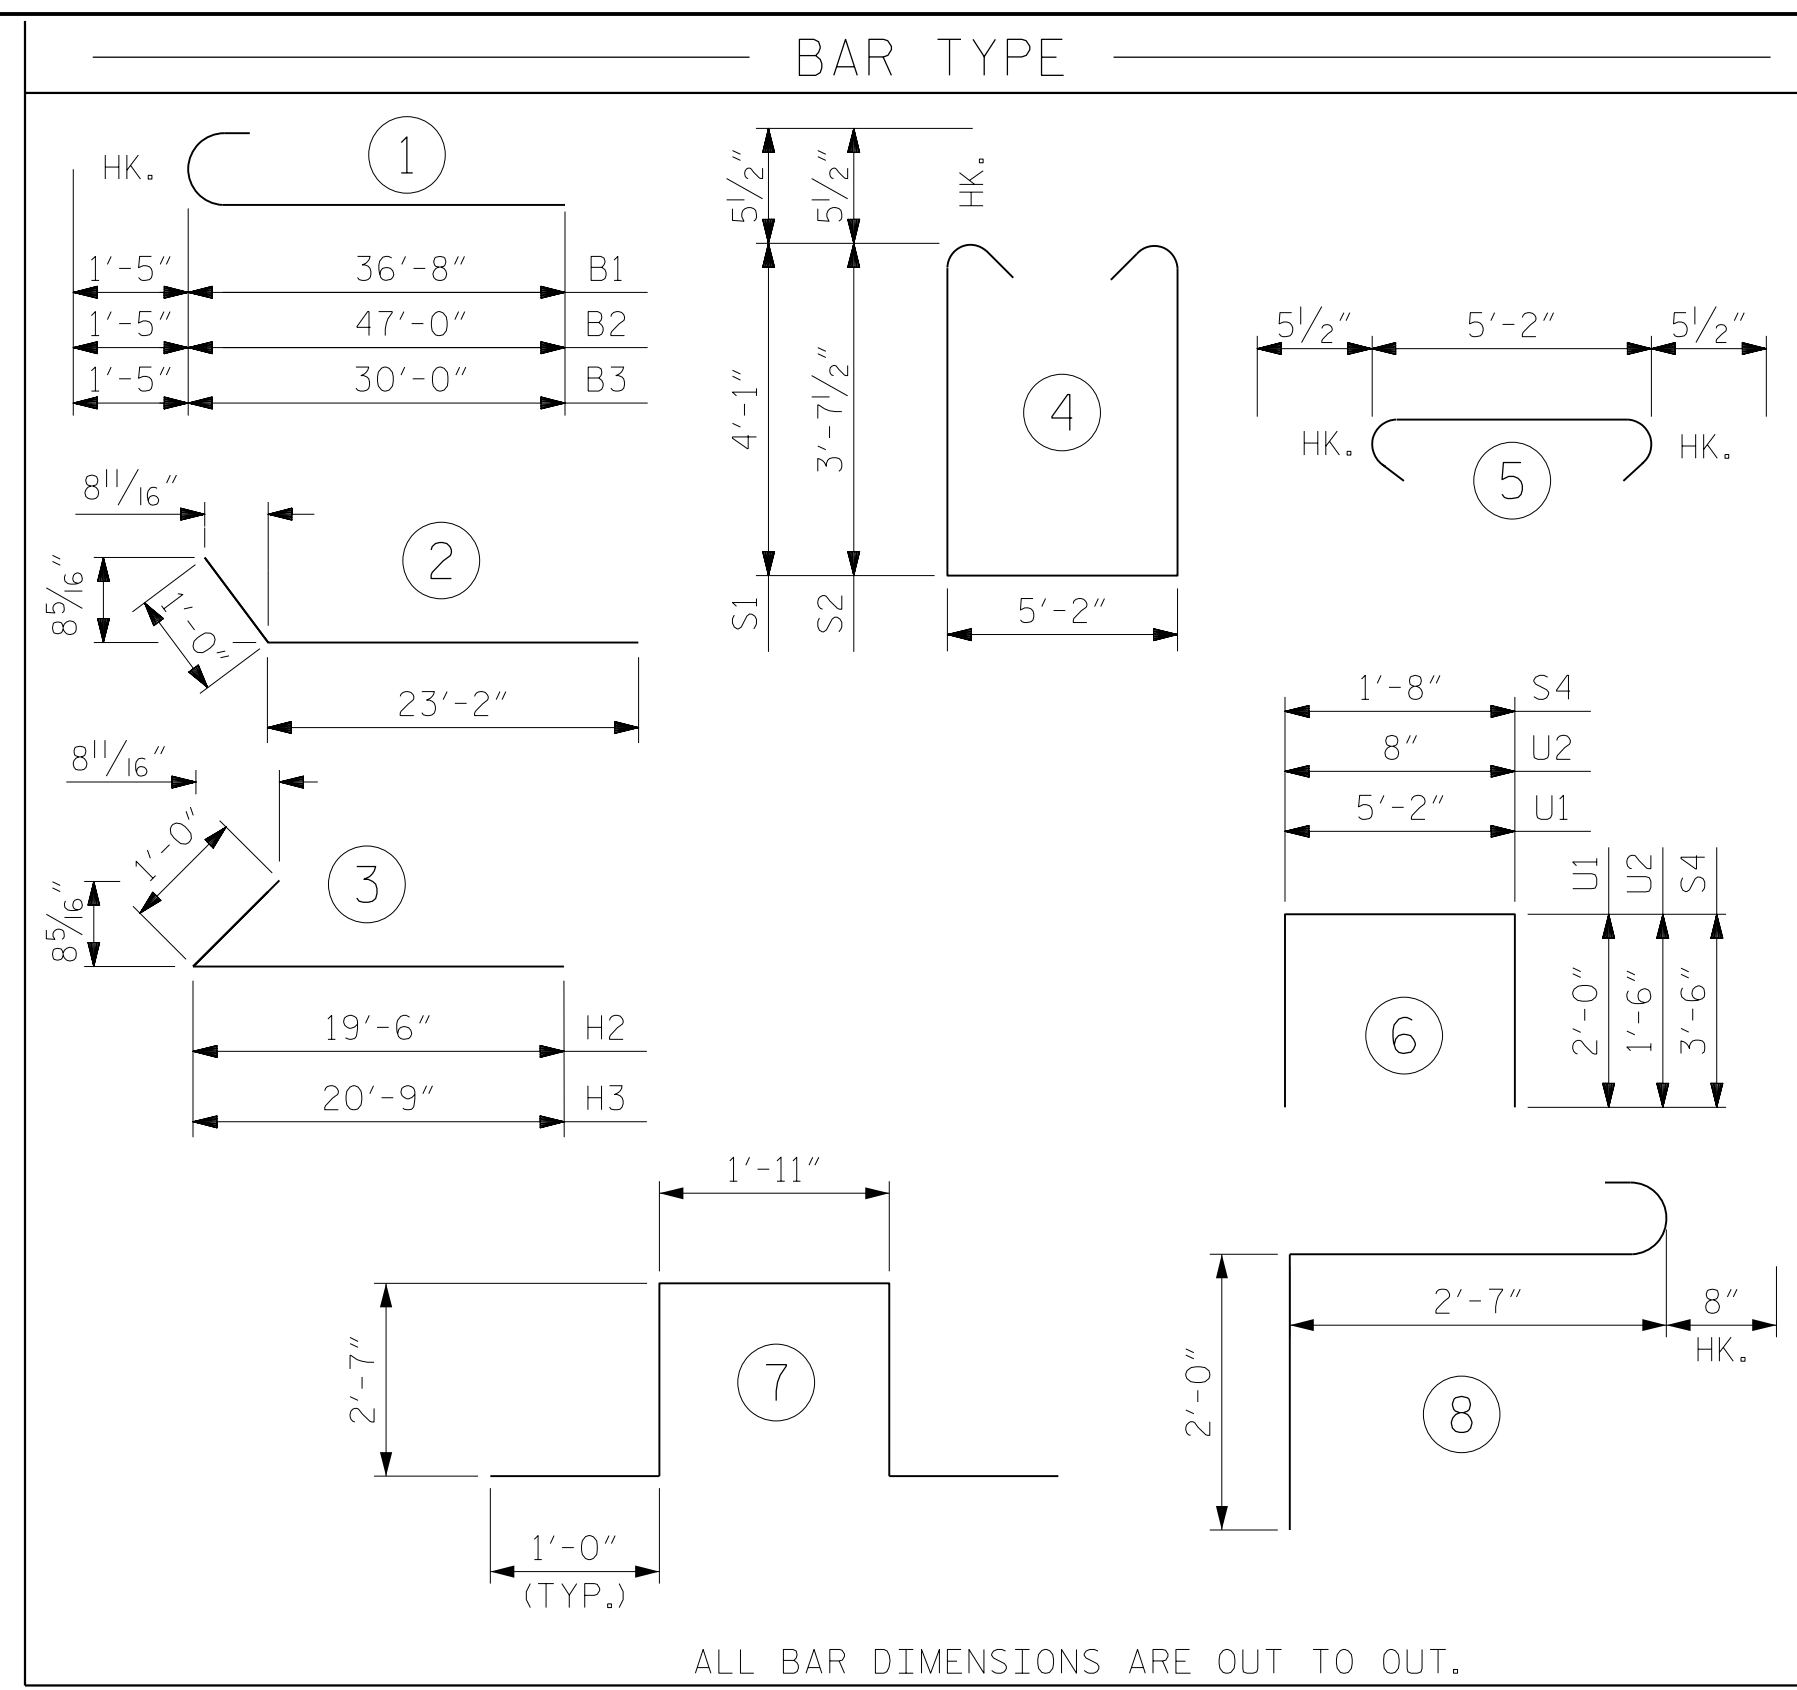 BAR TYPE
1
HK.
1'-5" 36'-8" B1
1'-5" 47'-0" B2
1'-5" 30'-0" B3
8 11/16"
2
8 5/16"
1'-0"
23'-2"
8 11/16"
1'-0"
3
8 5/16"
19'-6" H2
20'-9" H3
5 1/2"
5 1/2"
HK.
4'-1"
3'-7 1/2"
4
S1
S2
5'-2"
5 1/2" 5'-2" 5 1/2"
HK. HK.
5
1'-8" S4
8" U2
5'-2" U1
U1
U2
S4
2'-0"
1'-6"
3'-6"
6
1'-11"
2'-7"
7
1'-0"
(TYP.)
2'-7" 8"
HK.
2'-0"
8
ALL BAR DIMENSIONS ARE OUT TO OUT.